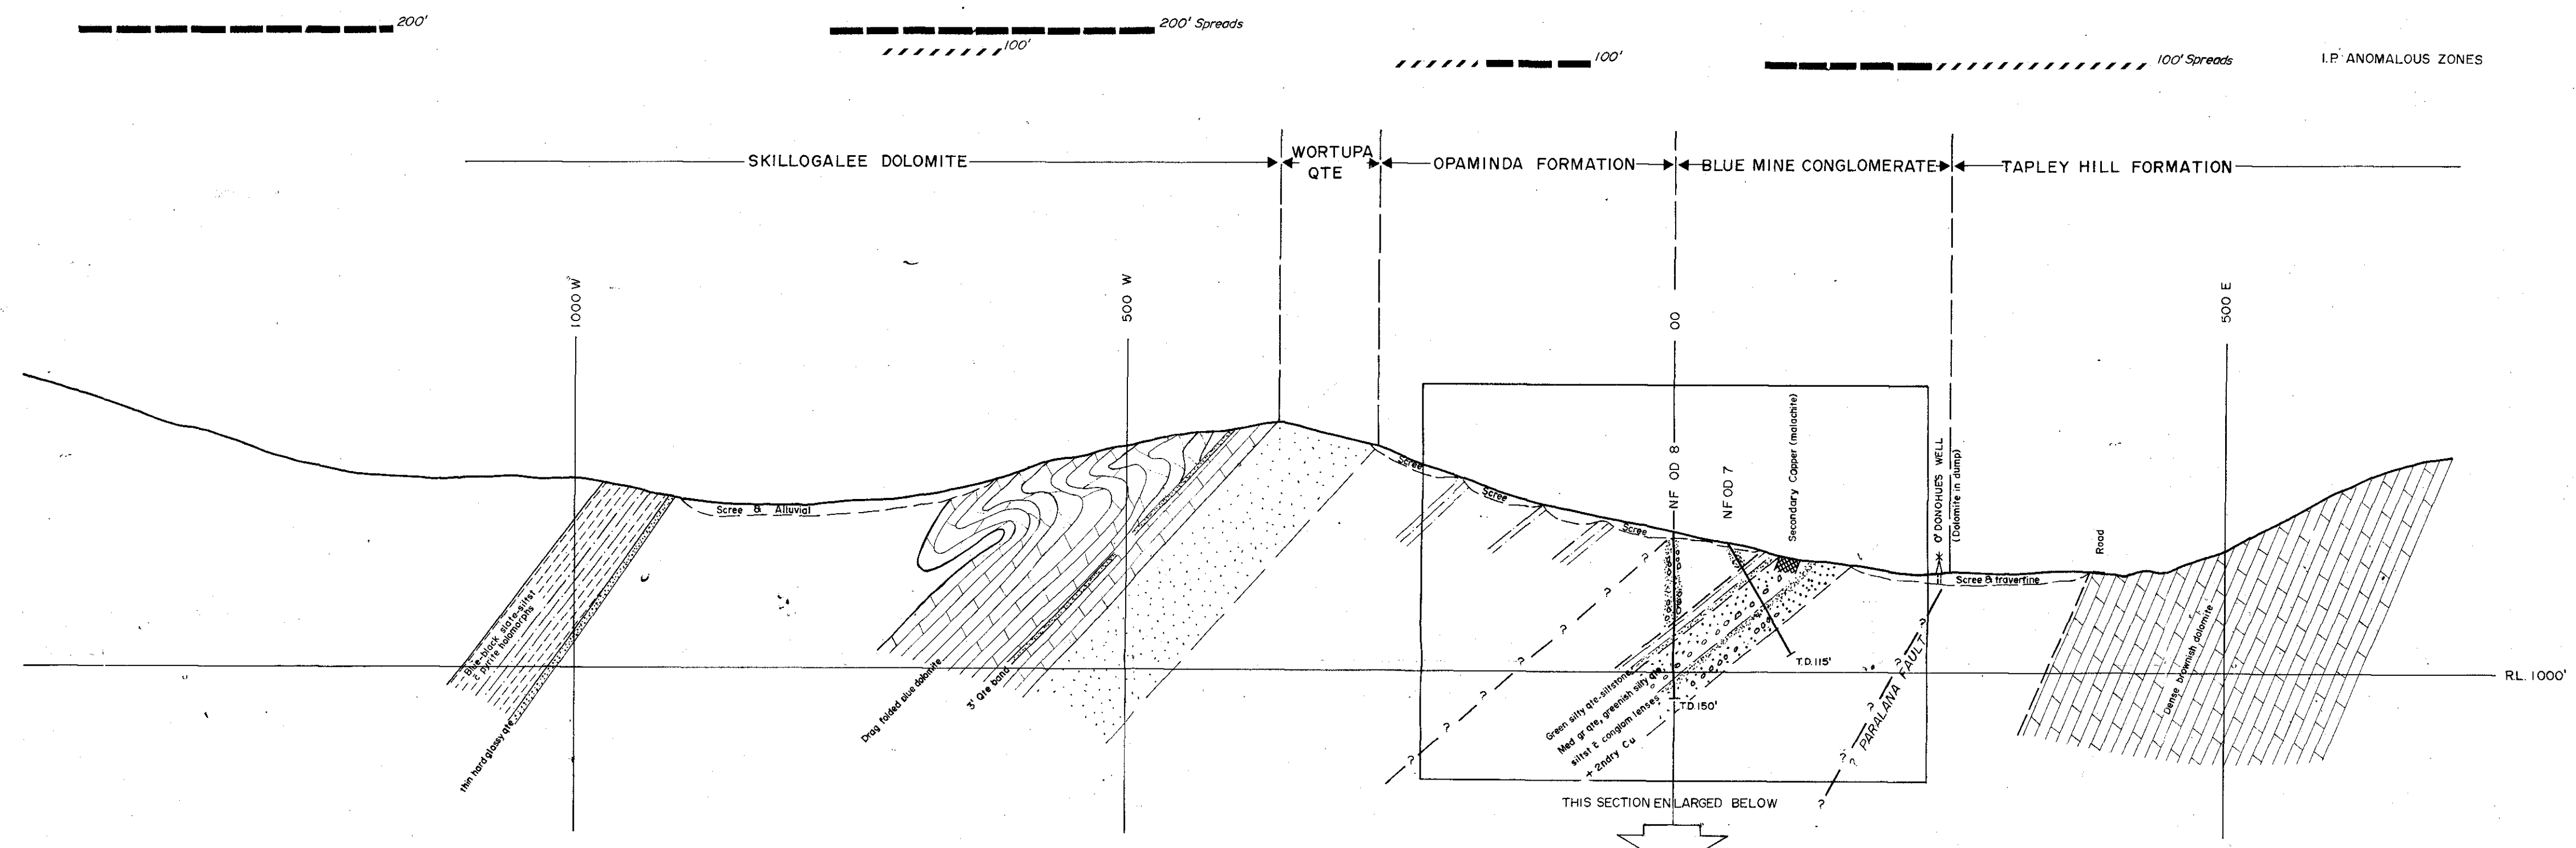 200'
200' Spreads
100'
100'
100' Spreads
I.P. ANOMALOUS ZONES
SKILLOGALEE DOLOMITE
WORTUPA
QTE
OPAMINDA FORMATION
BLUE MINE CONGLOMERATE
TAPLEY HILL FORMATION
1000 W
500 W
00
500 E
NF OD 8
NF OD 7
Secondary Copper (malachite)
O'DONOHUE'S WELL
(Dolomite in dump)
Road
Scree & Alluvial
Scree
Scree
Scree
Scree & travertine
Blue-black slate-siltst
c̄ pyrite holomorphs
thin hard glassy qte
Drag folded blue dolomite
3' Qte band
?
?
?
?
?
?
?
Green silty qte-siltstone
Med gr qte, greenish silty qte
siltst c̄ conglom lenses
+ 2ndry Cu
T.D. 115'
T.D. 150'
?
?
?
PARALANA FAULT
?
?
Dense brownish dolomite
R.L. 1000'
THIS SECTION ENLARGED BELOW